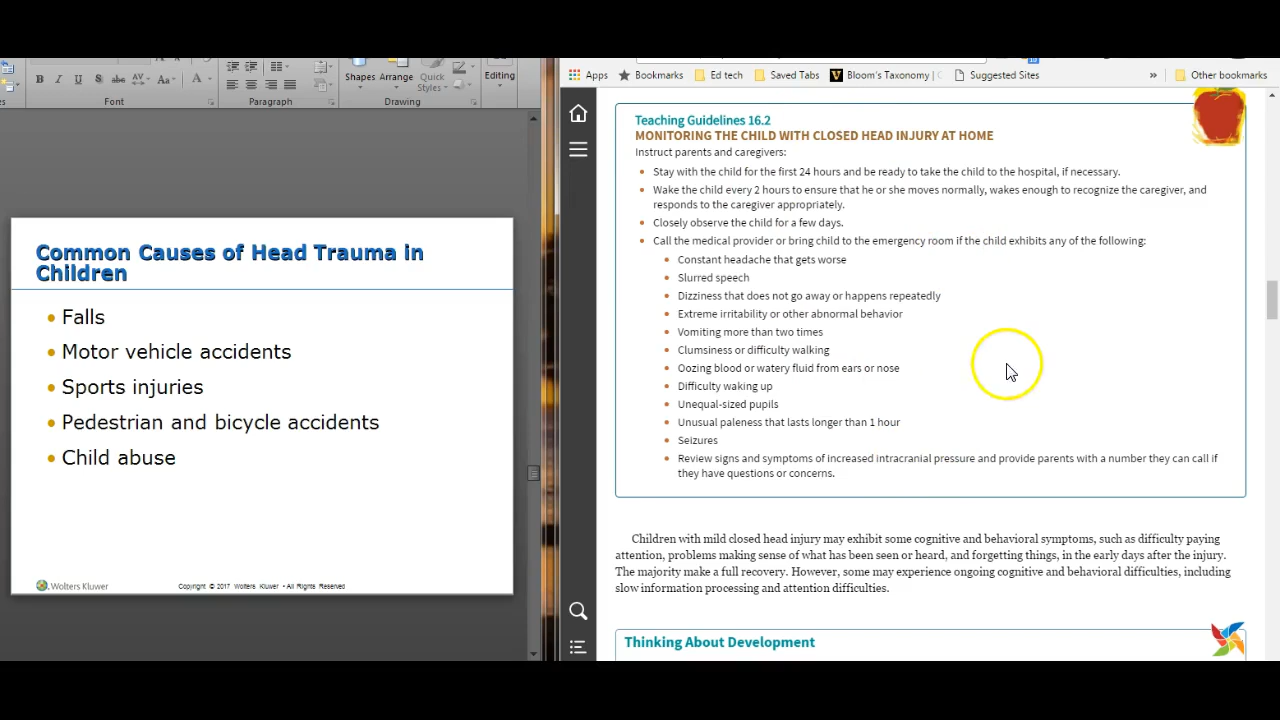 Editing
Shapes Arrange Quick
Styles
B I U S abc AV Aa A
Font Paragraph Drawing
Common Causes of Head Trauma in
Children
• Falls
• Motor vehicle accidents
• Sports injuries
• Pedestrian and bicycle accidents
• Child abuse
Wolters Kluwer Copyright © 2017 Wolters Kluwer • All Rights Reserved
Apps Bookmarks Ed tech Saved Tabs Bloom's Taxonomy | Suggested Sites » Other bookmarks
Teaching Guidelines 16.2
MONITORING THE CHILD WITH CLOSED HEAD INJURY AT HOME
Instruct parents and caregivers:
• Stay with the child for the first 24 hours and be ready to take the child to the hospital, if necessary.
• Wake the child every 2 hours to ensure that he or she moves normally, wakes enough to recognize the caregiver, and
responds to the caregiver appropriately.
• Closely observe the child for a few days.
• Call the medical provider or bring child to the emergency room if the child exhibits any of the following:
• Constant headache that gets worse
• Slurred speech
• Dizziness that does not go away or happens repeatedly
• Extreme irritability or other abnormal behavior
• Vomiting more than two times
• Clumsiness or difficulty walking
• Oozing blood or watery fluid from ears or nose
• Difficulty waking up
• Unequal-sized pupils
• Unusual paleness that lasts longer than 1 hour
• Seizures
• Review signs and symptoms of increased intracranial pressure and provide parents with a number they can call if
they have questions or concerns.
Children with mild closed head injury may exhibit some cognitive and behavioral symptoms, such as difficulty paying
attention, problems making sense of what has been seen or heard, and forgetting things, in the early days after the injury.
The majority make a full recovery. However, some may experience ongoing cognitive and behavioral difficulties, including
slow information processing and attention difficulties.
Thinking About Development